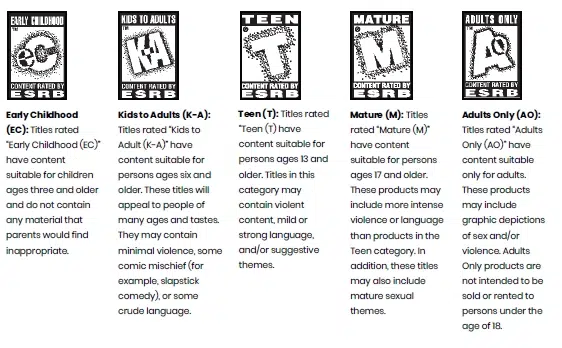 EARLY CHILDHOOD
TM
eC
CONTENT RATED BY
ESRB
Early Childhood
(EC): Titles rated
"Early Childhood (EC)"
have content
suitable for children
ages three and older
and do not contain
any material that
parents would find
inappropriate.
KIDS TO ADULTS
TM
K-A
CONTENT RATED BY
ESRB
Kids to Adults (K-A):
Titles rated "Kids to
Adult (K-A)" have
content suitable for
persons ages six and
older. These titles will
appeal to people of
many ages and tastes.
They may contain
minimal violence, some
comic mischief (for
example, slapstick
comedy), or some
crude language.
TEEN
T
CONTENT RATED BY
ESRB
Teen (T): Titles rated
"Teen (T) have
content suitable for
persons ages 13 and
older. Titles in this
category may
contain violent
content, mild or
strong language,
and/or suggestive
themes.
MATURE
M
CONTENT RATED BY
ESRB
Mature (M): Titles
rated "Mature (M)"
have content
suitable for persons
ages 17 and older.
These products may
include more intense
violence or language
than products in the
Teen category. In
addition, these titles
may also include
mature sexual
themes.
ADULTS ONLY
TM
Ao
CONTENT RATED BY
ESRB
Adults Only (AO):
Titles rated "Adults
Only (AO)" have
content suitable
only for adults.
These products
may include
graphic depictions
of sex and/or
violence. Adults
Only products are
not intended to be
sold or rented to
persons under the
age of 18.